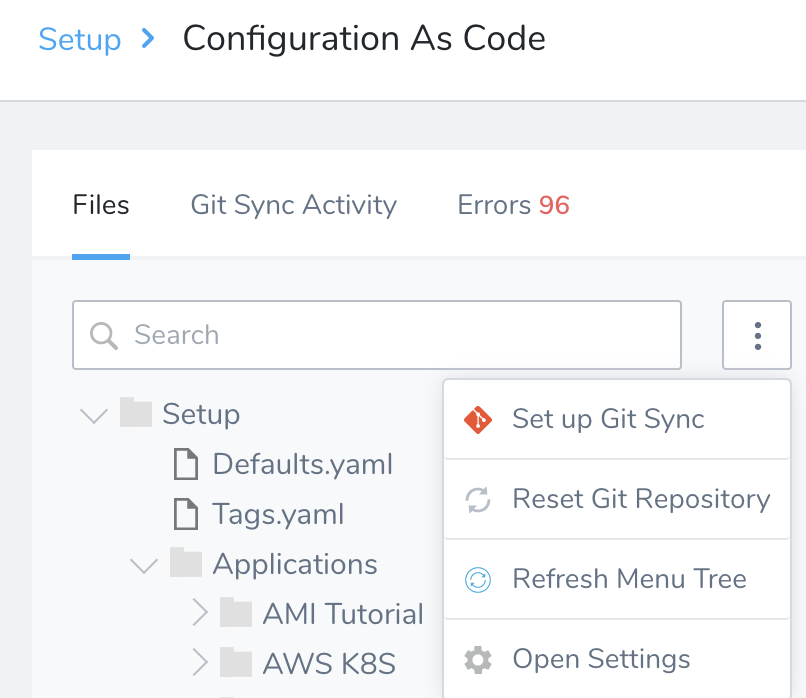 Setup Configuration As Code
Files Git Sync Activity Errors 96
Search
Setup
Defaults.yaml
Tags.yaml
Applications
AMI Tutorial
AWS K8S
Set up Git Sync
Reset Git Repository
Refresh Menu Tree
Open Settings